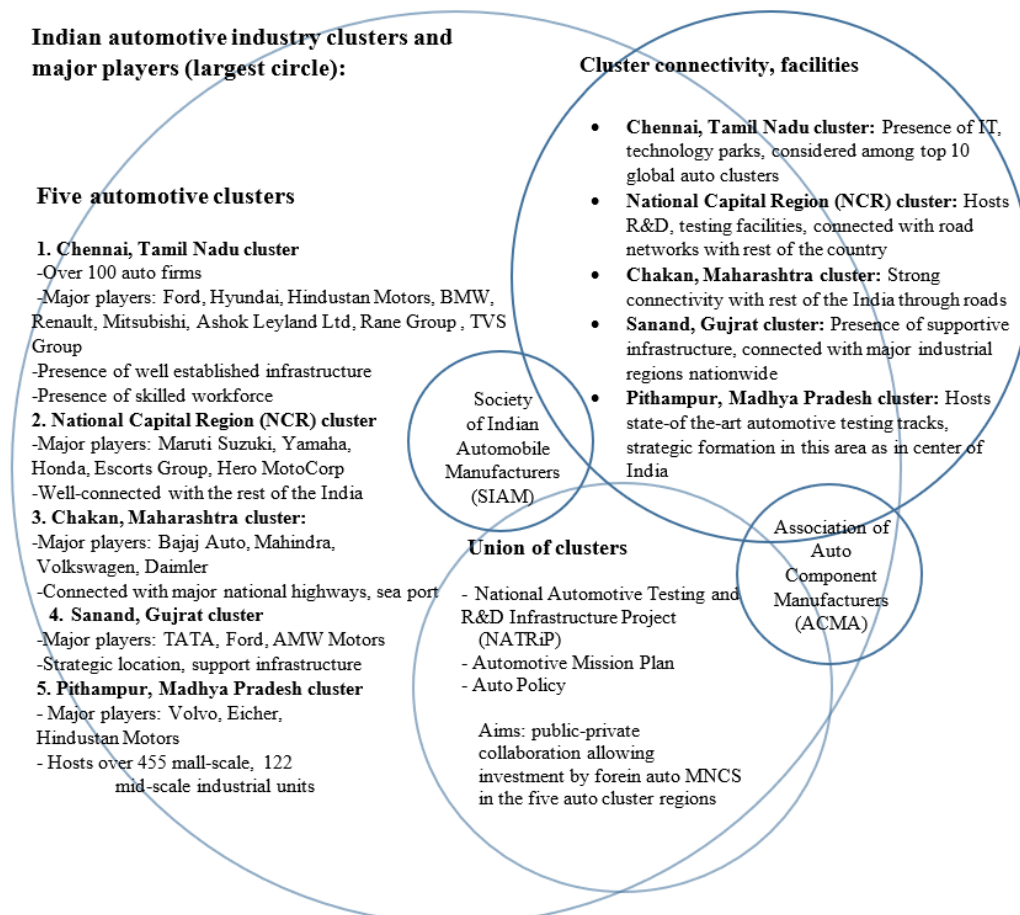 Indian automotive industry clusters and
major players (largest circle):
Five automotive clusters
1. Chennai, Tamil Nadu cluster
-Over 100 auto firms
-Major players: Ford, Hyundai, Hindustan Motors, BMW,
Renault, Mitsubishi, Ashok Leyland Ltd, Rane Group , TVS
Group
-Presence of well established infrastructure
-Presence of skilled workforce
2. National Capital Region (NCR) cluster
-Major players: Maruti Suzuki, Yamaha,
Honda, Escorts Group, Hero MotoCorp
-Well-connected with the rest of the India
3. Chakan, Maharashtra cluster:
-Major players: Bajaj Auto, Mahindra,
Volkswagen, Daimler
-Connected with major national highways, sea port
4. Sanand, Gujrat cluster
-Major players: TATA, Ford, AMW Motors
-Strategic location, support infrastructure
5. Pithampur, Madhya Pradesh cluster
- Major players: Volvo, Eicher,
Hindustan Motors
- Hosts over 455 mall-scale, 122
mid-scale industrial units
Cluster connectivity, facilities
• Chennai, Tamil Nadu cluster: Presence of IT,
technology parks, considered among top 10
global auto clusters
• National Capital Region (NCR) cluster: Hosts
R&D, testing facilities, connected with road
networks with rest of the country
• Chakan, Maharashtra cluster: Strong
connectivity with rest of the India through roads
• Sanand, Gujrat cluster: Presence of supportive
infrastructure, connected with major industrial
regions nationwide
• Pithampur, Madhya Pradesh cluster: Hosts
state-of the-art automotive testing tracks,
strategic formation in this area as in center of
India
Society
of Indian
Automobile
Manufacturers
(SIAM)
Union of clusters
- National Automotive Testing and
R&D Infrastructure Project
(NATRiP)
- Automotive Mission Plan
- Auto Policy
Aims: public-private
collaboration allowing
investment by forein auto MNCS
in the five auto cluster regions
Association of
Auto
Component
Manufacturers
(ACMA)